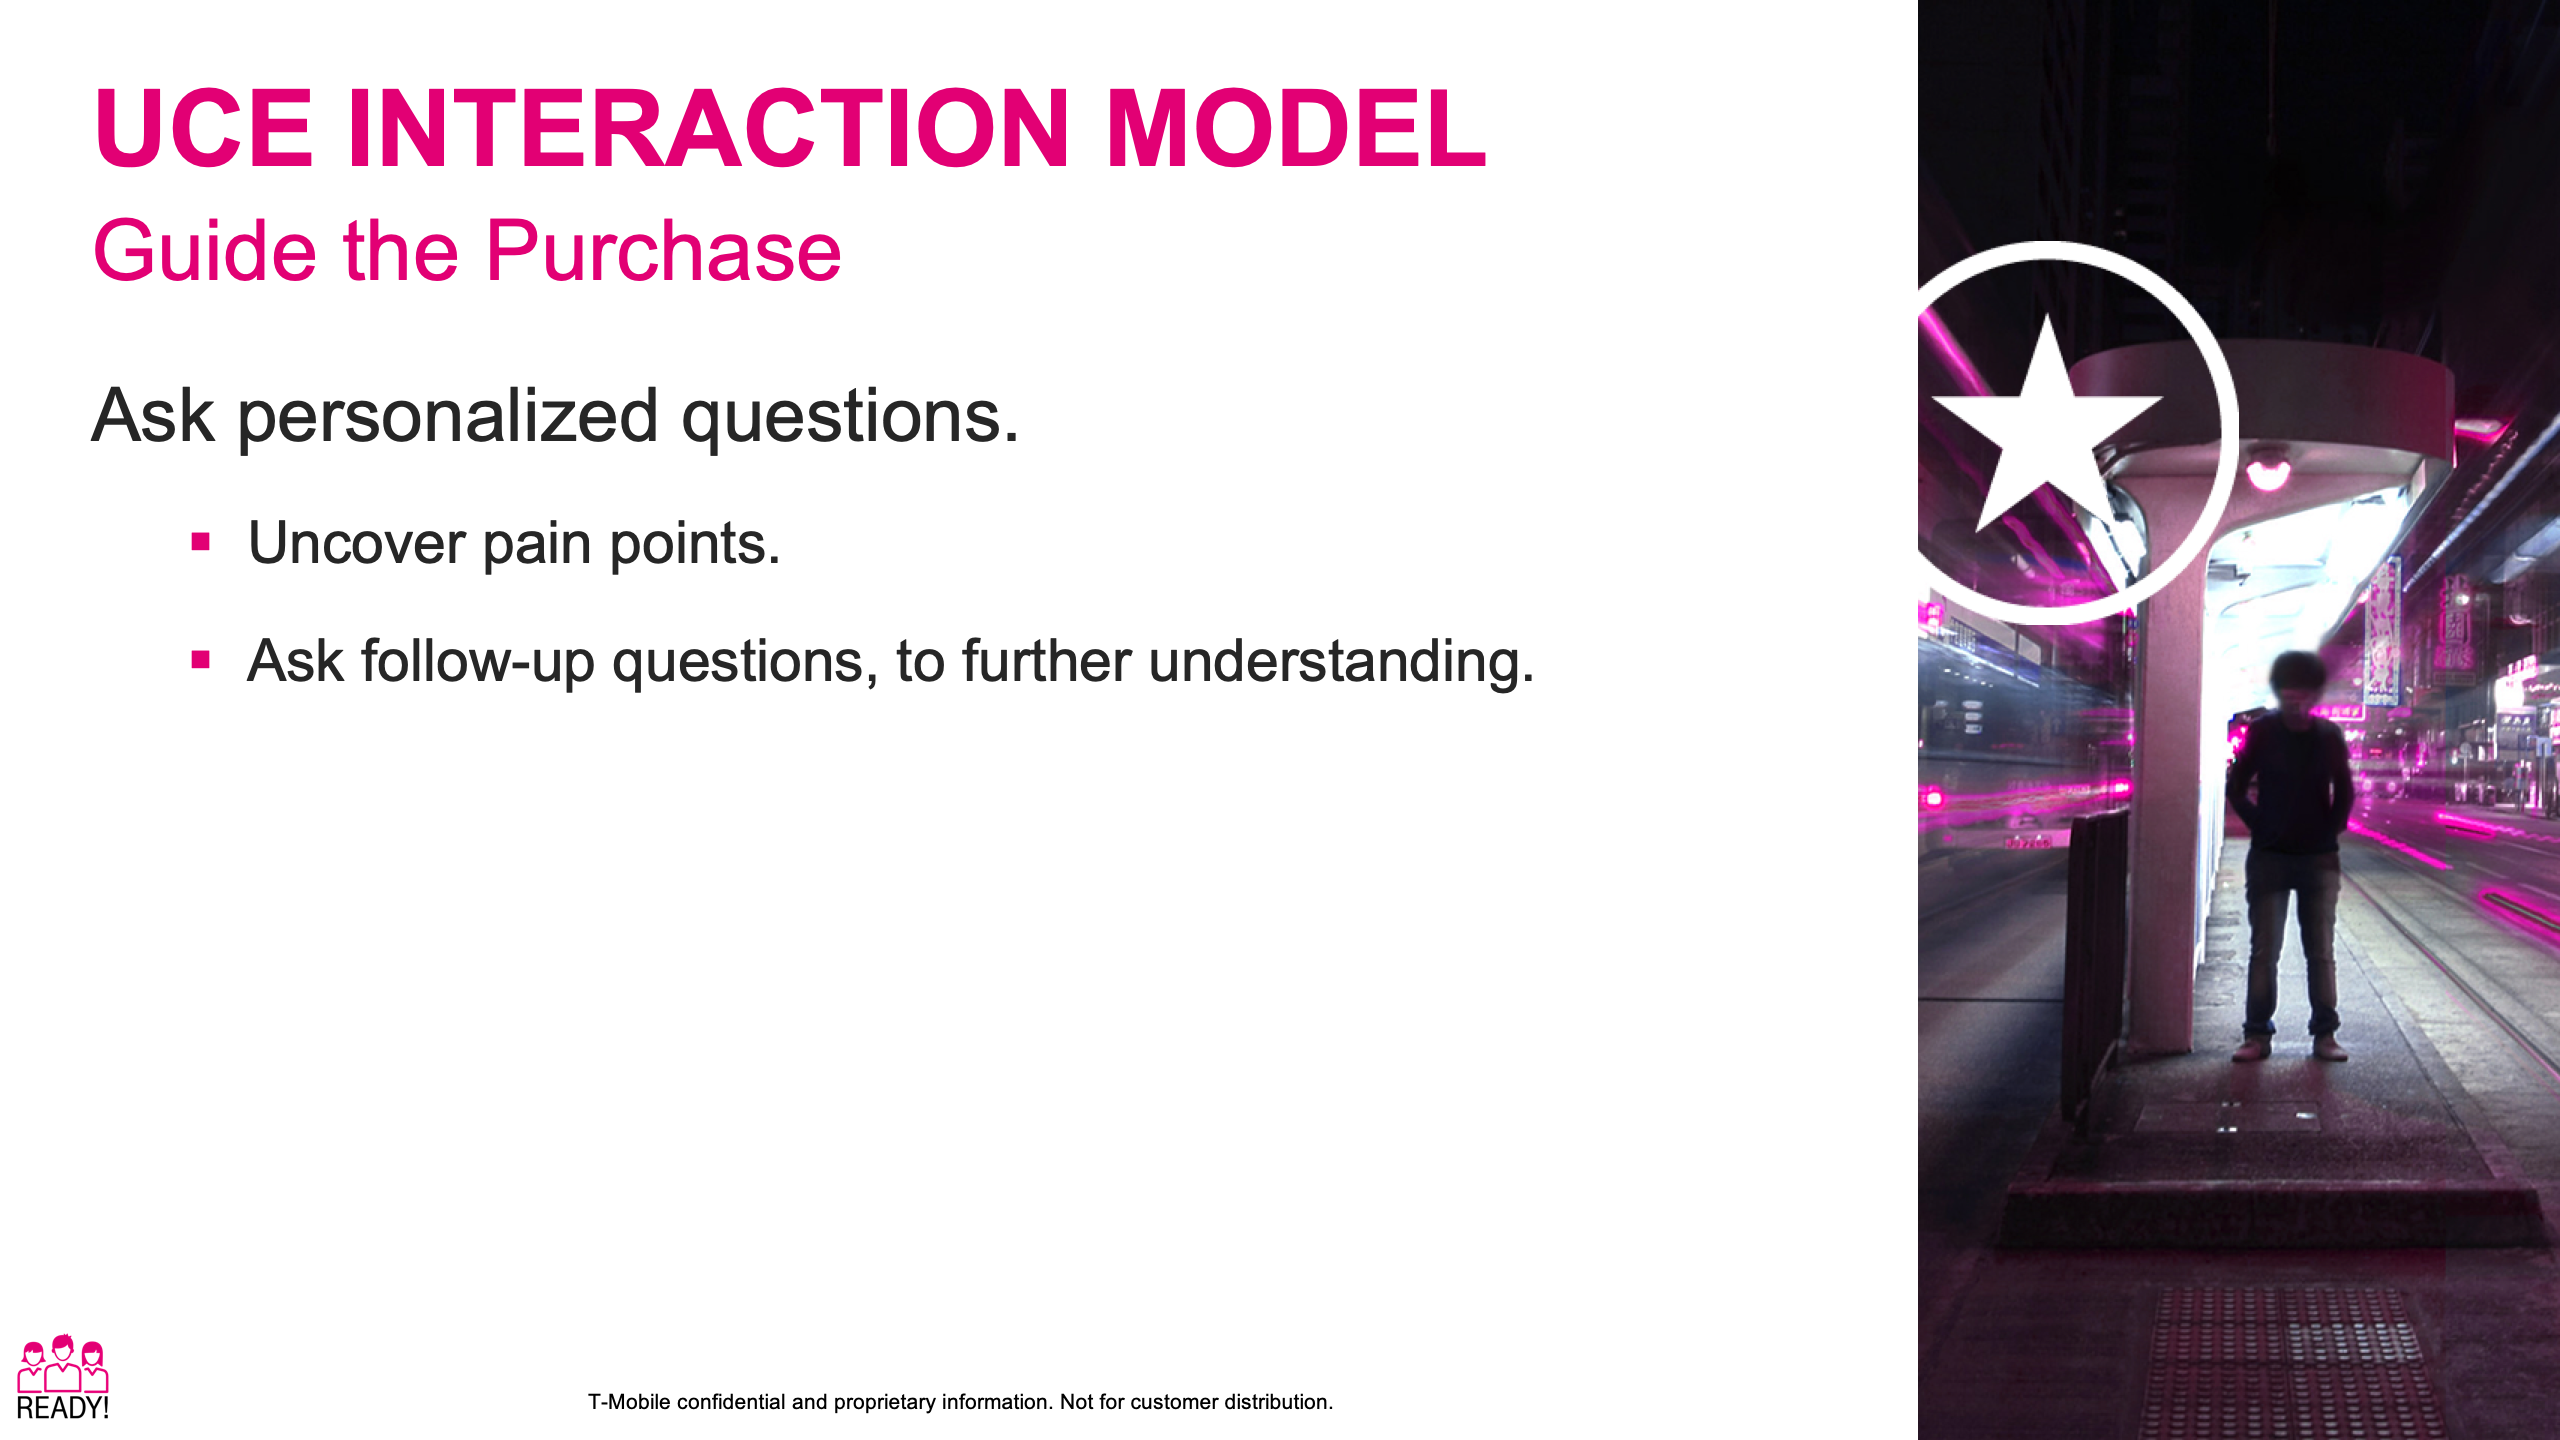 UCE INTERACTION MODEL
Guide the Purchase
Ask personalized questions.
Uncover pain points.
Ask follow-up questions, to further understanding.
READY!
T-Mobile confidential and proprietary information. Not for customer distribution.